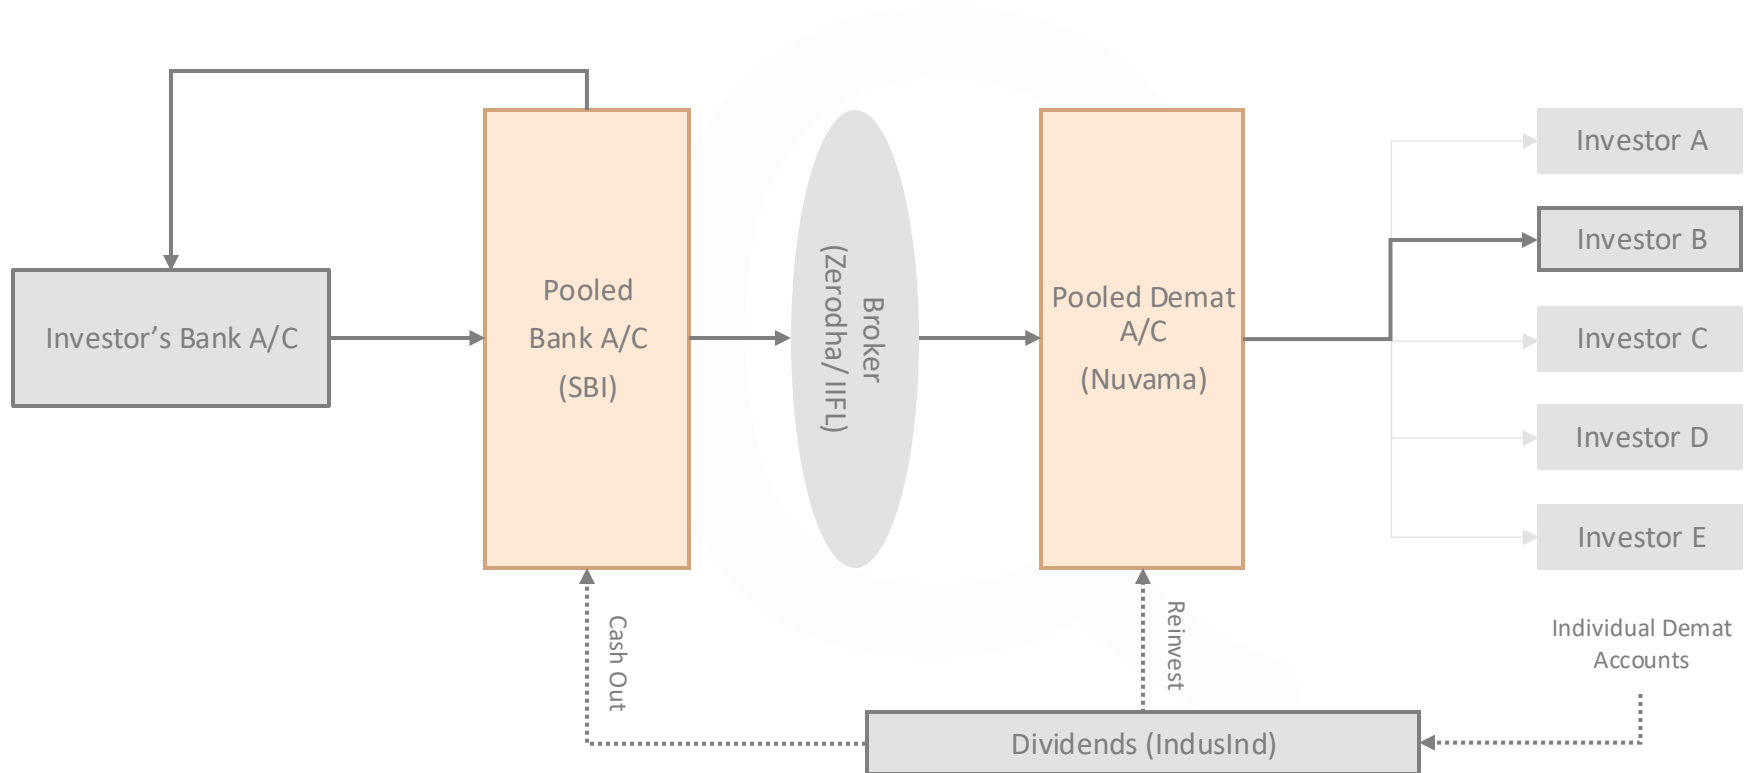 Investor’s Bank A/C
Pooled
Bank A/C
(SBI)
Broker
(Zerodha/ IIFL)
Pooled Demat
A/C
(Nuvama)
Investor A
Investor B
Investor C
Investor D
Investor E
Cash Out
Reinvest
Individual Demat
Accounts
Dividends (IndusInd)